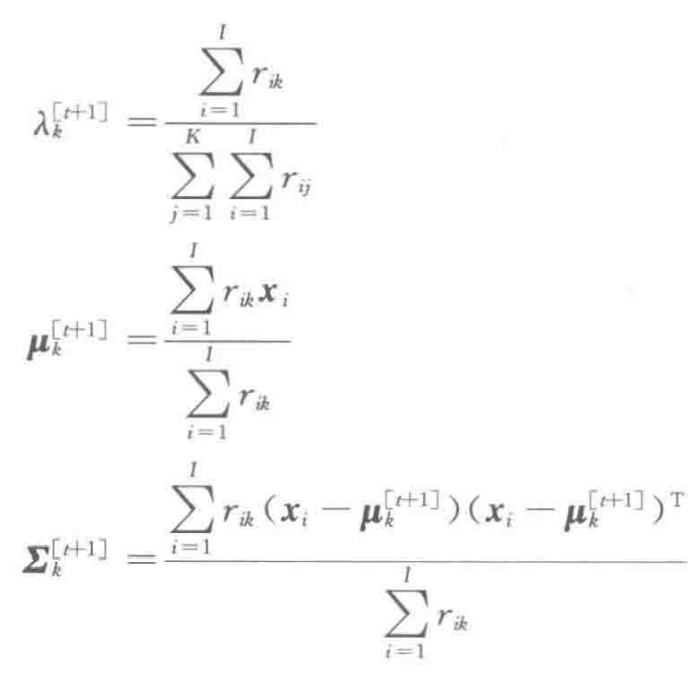 $$\lambda_k^{[t+1]} = \frac{\sum_{i=1}^{I} r_{ik}}{\sum_{j=1}^{K} \sum_{i=1}^{I} r_{ij}}$$
$$\boldsymbol{\mu}_k^{[t+1]} = \frac{\sum_{i=1}^{I} r_{ik} \boldsymbol{x}_i}{\sum_{i=1}^{I} r_{ik}}$$
$$\boldsymbol{\Sigma}_k^{[t+1]} = \frac{\sum_{i=1}^{I} r_{ik} (\boldsymbol{x}_i - \boldsymbol{\mu}_k^{[t+1]})(\boldsymbol{x}_i - \boldsymbol{\mu}_k^{[t+1]})^{\mathrm{T}}}{\sum_{i=1}^{I} r_{ik}}$$